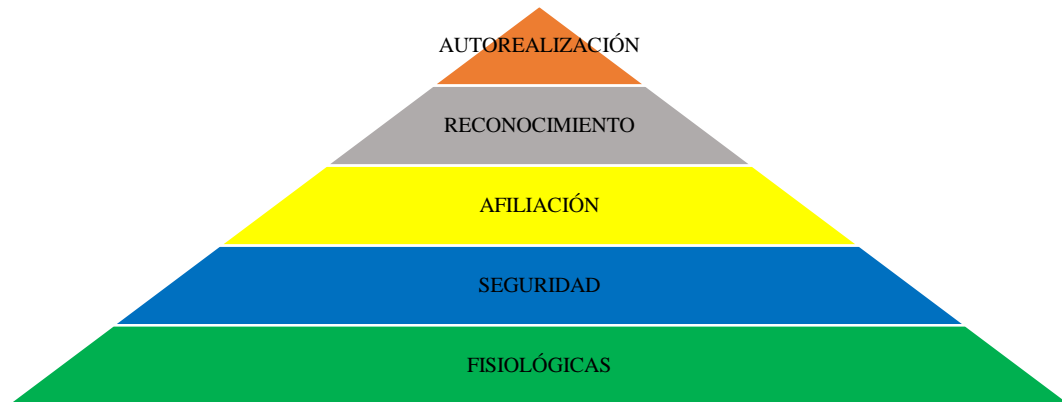 AUTOREALIZACIÓN
RECONOCIMIENTO
AFILIACIÓN
SEGURIDAD
FISIOLÓGICAS